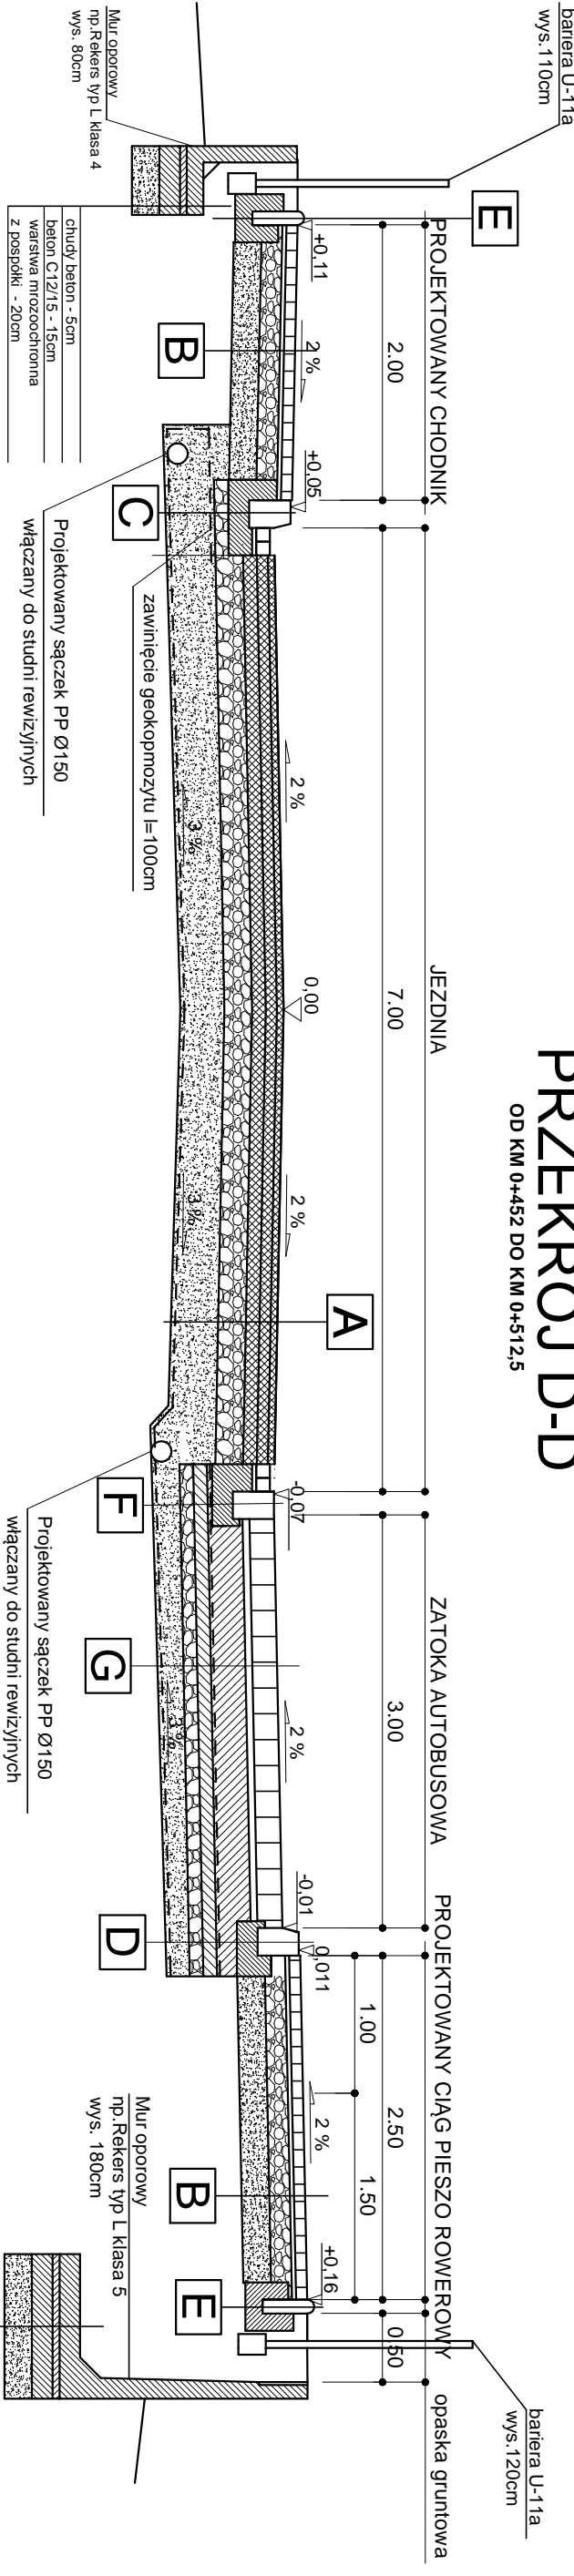 PRZEKRÓJ D-D
OD KM 0+452 DO KM 0+512,5
bariera U-11a
wys.110cm
E
PROJEKTOWANY CHODNIK
JEZDNIA
ZATOKA AUTOBUSOWA
PROJEKTOWANY CIĄG PIESZO ROWEROWY
opaska gruntowa
bariera U-11a
wys.120cm
2.00
7.00
3.00
2.50
0.50
1.00
1.50
+0,11
2 %
+0,05
2 %
0,00
2 %
-0,07
2 %
-0,01
0,011
2 %
+0,16
A
3 %
3 %
3 %
B
C
F
G
D
B
E
Mur oporowy
np.Rekers typ L klasa 4
wys. 80cm
chudy beton - 5cm
beton C12/15 - 15cm
warstwa mrozoochronna
z pospółki - 20cm
zawinięcie geokopmozytu l=100cm
Projektowany sączek PP Ø150
włączany do studni rewizyjnych
Projektowany sączek PP Ø150
włączany do studni rewizyjnych
Mur oporowy
np.Rekers typ L klasa 5
wys. 180cm